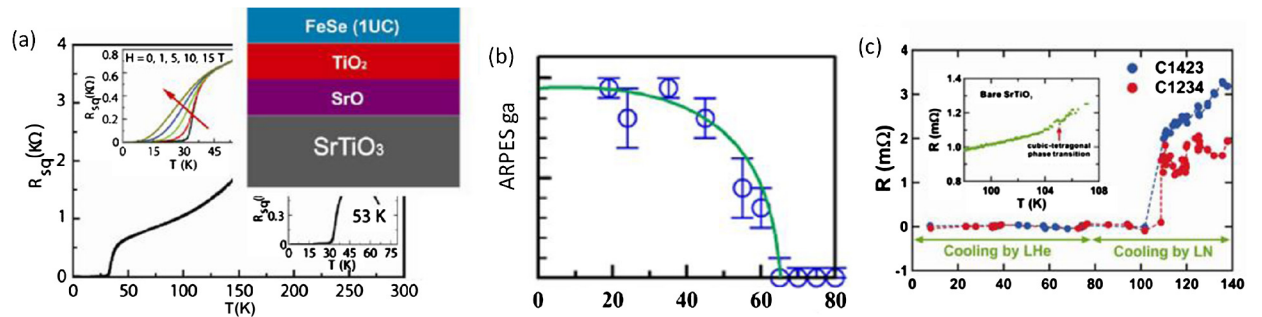 (a)
4
3
2
1
0
R_sq(KΩ)
0
50
100
150
200
250
300
T(K)
H = 0, 1, 5, 10, 15 T
0.8
0.6
0.4
0.2
0
R_sq(KΩ)
0
15
30
45
T (K)
FeSe (1UC)
TiO₂
SrO
SrTiO₃
0.3
0
R_sq(
53 K
0
15
30
45
60
75
T (K)
(b)
ARPES ga
0
20
40
60
80
(c)
4
3
2
1
0
-1
R (mΩ)
C1423
C1234
1.4
1.2
1.0
0.8
R (mΩ)
Bare SrTiO
cubic-tetragonal
phase transition
100
104
108
T (K)
Cooling by LHe
Cooling by LN
0
20
40
60
80
100
120
140
T (K)